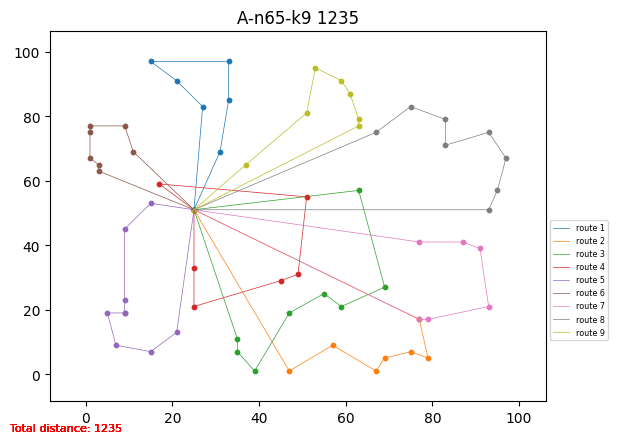 A-n65-k9 1235
100
80
60
40
20
0
0 20 40 60 80 100
route 1
route 2
route 3
route 4
route 5
route 6
route 7
route 8
route 9
Total distance: 1235